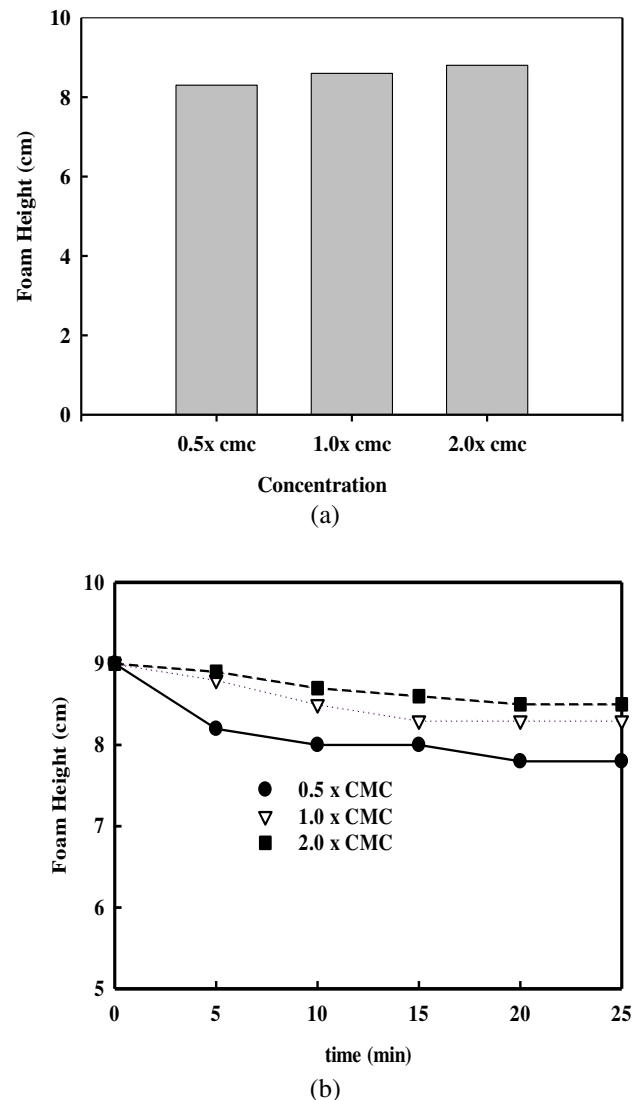 10
8
6
4
2
0
Foam Height (cm)
0.5x cmc 1.0x cmc 2.0x cmc
Concentration
(a)
10
9
8
7
6
5
Foam Height (cm)
0.5 x CMC
1.0 x CMC
2.0 x CMC
0 5 10 15 20 25
time (min)
(b)